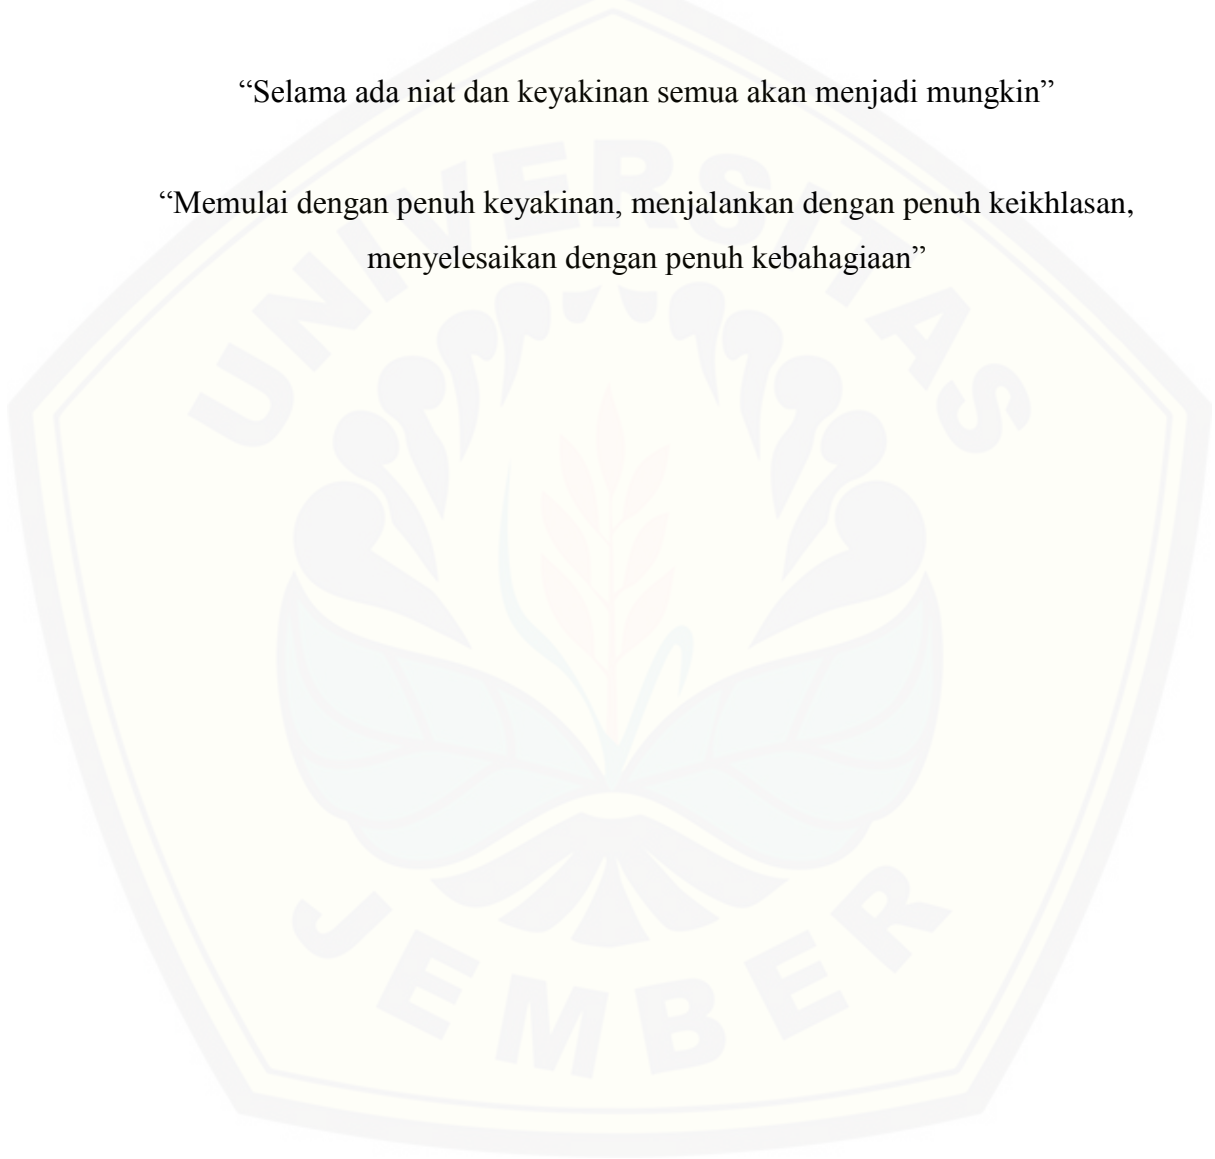 “Selama ada niat dan keyakinan semua akan menjadi mungkin”
“Memulai dengan penuh keyakinan, menjalankan dengan penuh keikhlasan,
menyelesaikan dengan penuh kebahagiaan”
UNIVERSITAS
JEMBER